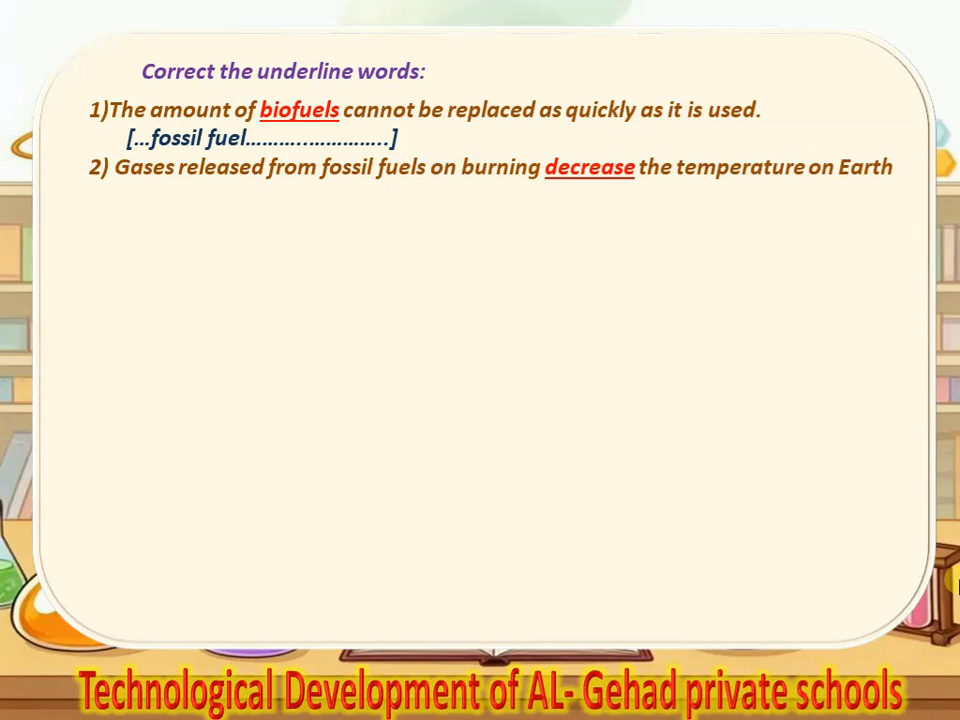 Correct the underline words:
1)The amount of biofuels cannot be replaced as quickly as it is used.
[…fossil fuel………..…………..]
2) Gases released from fossil fuels on burning decrease the temperature on Earth
Technological Development of AL- Gehad private schools